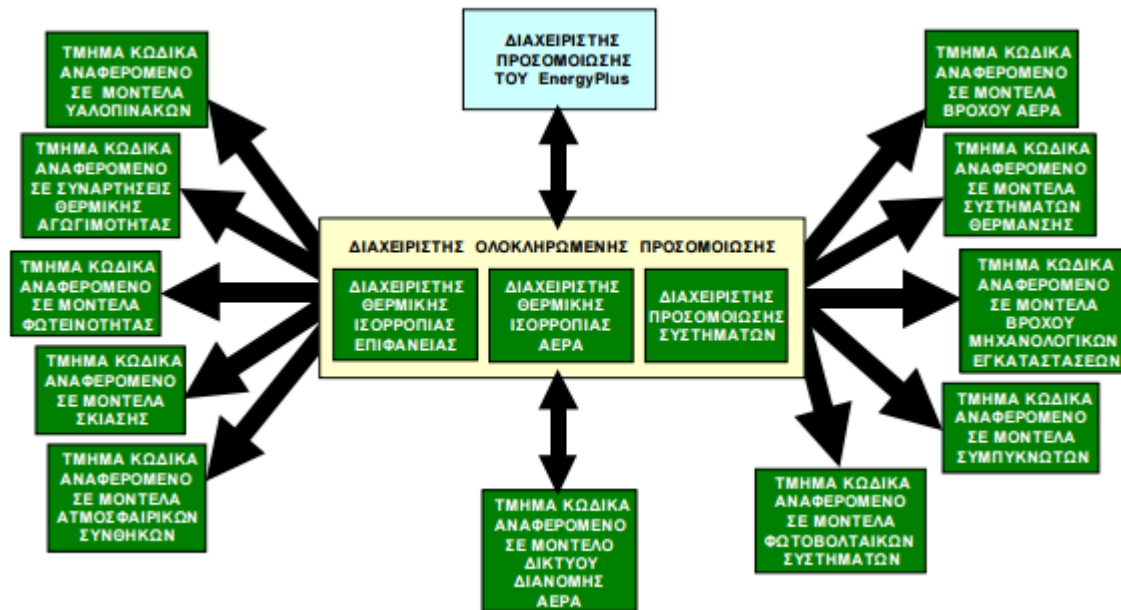 ΤΜΗΜΑ ΚΩΔΙΚΑ
ΑΝΑΦΕΡΟΜΕΝΟ
ΣΕ ΜΟΝΤΕΛΑ
ΥΑΛΟΠΙΝΑΚΩΝ
ΤΜΗΜΑ ΚΩΔΙΚΑ
ΑΝΑΦΕΡΟΜΕΝΟ
ΣΕ ΣΥΝΑΡΤΗΣΕΙΣ
ΘΕΡΜΙΚΗΣ
ΑΓΩΓΙΜΟΤΗΤΑΣ
ΤΜΗΜΑ ΚΩΔΙΚΑ
ΑΝΑΦΕΡΟΜΕΝΟ
ΣΕ ΜΟΝΤΕΛΑ
ΦΩΤΕΙΝΟΤΗΤΑΣ
ΤΜΗΜΑ ΚΩΔΙΚΑ
ΑΝΑΦΕΡΟΜΕΝΟ
ΣΕ ΜΟΝΤΕΛΑ
ΣΚΙΑΣΗΣ
ΤΜΗΜΑ ΚΩΔΙΚΑ
ΑΝΑΦΕΡΟΜΕΝΟ
ΣΕ ΜΟΝΤΕΛΑ
ΑΤΜΟΣΦΑΙΡΙΚΩΝ
ΣΥΝΘΗΚΩΝ
ΔΙΑΧΕΙΡΙΣΤΗΣ
ΠΡΟΣΟΜΟΙΩΣΗΣ
ΤΟΥ EnergyPlus
ΔΙΑΧΕΙΡΙΣΤΗΣ ΟΛΟΚΛΗΡΩΜΕΝΗΣ ΠΡΟΣΟΜΟΙΩΣΗΣ
ΔΙΑΧΕΙΡΙΣΤΗΣ
ΘΕΡΜΙΚΗΣ
ΙΣΟΡΡΟΠΙΑΣ
ΕΠΙΦΑΝΕΙΑΣ
ΔΙΑΧΕΙΡΙΣΤΗΣ
ΘΕΡΜΙΚΗΣ
ΙΣΟΡΡΟΠΙΑΣ
ΑΕΡΑ
ΔΙΑΧΕΙΡΙΣΤΗΣ
ΠΡΟΣΟΜΟΙΩΣΗΣ
ΣΥΣΤΗΜΑΤΩΝ
ΤΜΗΜΑ ΚΩΔΙΚΑ
ΑΝΑΦΕΡΟΜΕΝΟ
ΣΕ ΜΟΝΤΕΛΟ
ΔΙΚΤΥΟΥ
ΔΙΑΝΟΜΗΣ
ΑΕΡΑ
ΤΜΗΜΑ ΚΩΔΙΚΑ
ΑΝΑΦΕΡΟΜΕΝΟ
ΣΕ ΜΟΝΤΕΛΑ
ΒΡΟΧΟΥ ΑΕΡΑ
ΤΜΗΜΑ ΚΩΔΙΚΑ
ΑΝΑΦΕΡΟΜΕΝΟ
ΣΕ ΜΟΝΤΕΛΑ
ΣΥΣΤΗΜΑΤΩΝ
ΘΕΡΜΑΝΣΗΣ
ΤΜΗΜΑ ΚΩΔΙΚΑ
ΑΝΑΦΕΡΟΜΕΝΟ
ΣΕ ΜΟΝΤΕΛΑ
ΒΡΟΧΟΥ
ΜΗΧΑΝΟΛΟΓΙΚΩΝ
ΕΓΚΑΤΑΣΤΑΣΕΩΝ
ΤΜΗΜΑ ΚΩΔΙΚΑ
ΑΝΑΦΕΡΟΜΕΝΟ
ΣΕ ΜΟΝΤΕΛΑ
ΣΥΜΠΥΚΝΩΤΩΝ
ΤΜΗΜΑ ΚΩΔΙΚΑ
ΑΝΑΦΕΡΟΜΕΝΟ
ΣΕ ΜΟΝΤΕΛΑ
ΦΩΤΟΒΟΛΤΑΙΚΩΝ
ΣΥΣΤΗΜΑΤΩΝ